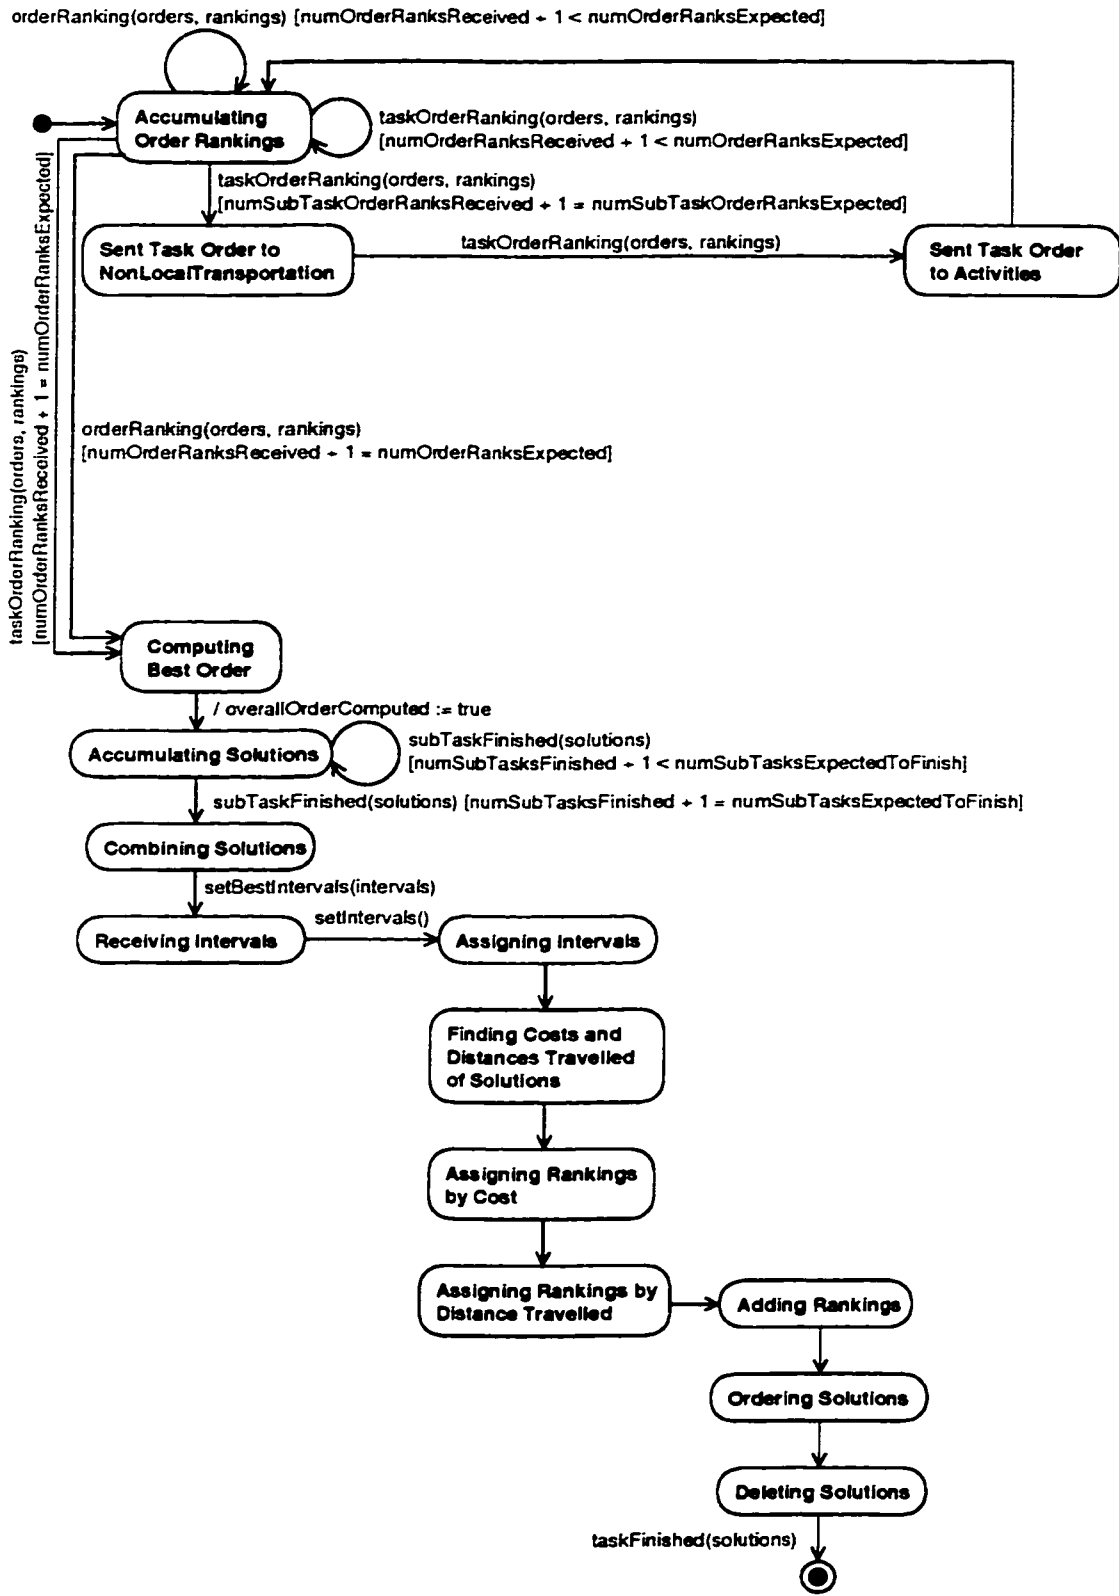 orderRanking(orders, rankings) [numOrderRanksReceived + 1 < numOrderRanksExpected]
Accumulating
Order Rankings
taskOrderRanking(orders, rankings)
[numOrderRanksReceived + 1 < numOrderRanksExpected]
taskOrderRanking(orders, rankings)
[numSubTaskOrderRanksReceived + 1 = numSubTaskOrderRanksExpected]
Sent Task Order to
NonLocalTransportation
taskOrderRanking(orders, rankings)
Sent Task Order
to Activities
taskOrderRanking(orders, rankings)
[numOrderRanksReceived + 1 = numOrderRanksExpected]
orderRanking(orders, rankings)
[numOrderRanksReceived + 1 = numOrderRanksExpected]
Computing
Best Order
/ overallOrderComputed := true
Accumulating Solutions
subTaskFinished(solutions)
[numSubTasksFinished + 1 < numSubTasksExpectedToFinish]
subTaskFinished(solutions) [numSubTasksFinished + 1 = numSubTasksExpectedToFinish]
Combining Solutions
setBestIntervals(intervals)
Receiving Intervals
setIntervals()
Assigning Intervals
Finding Costs and
Distances Travelled
of Solutions
Assigning Rankings
by Cost
Assigning Rankings by
Distance Travelled
Adding Rankings
Ordering Solutions
Deleting Solutions
taskFinished(solutions)